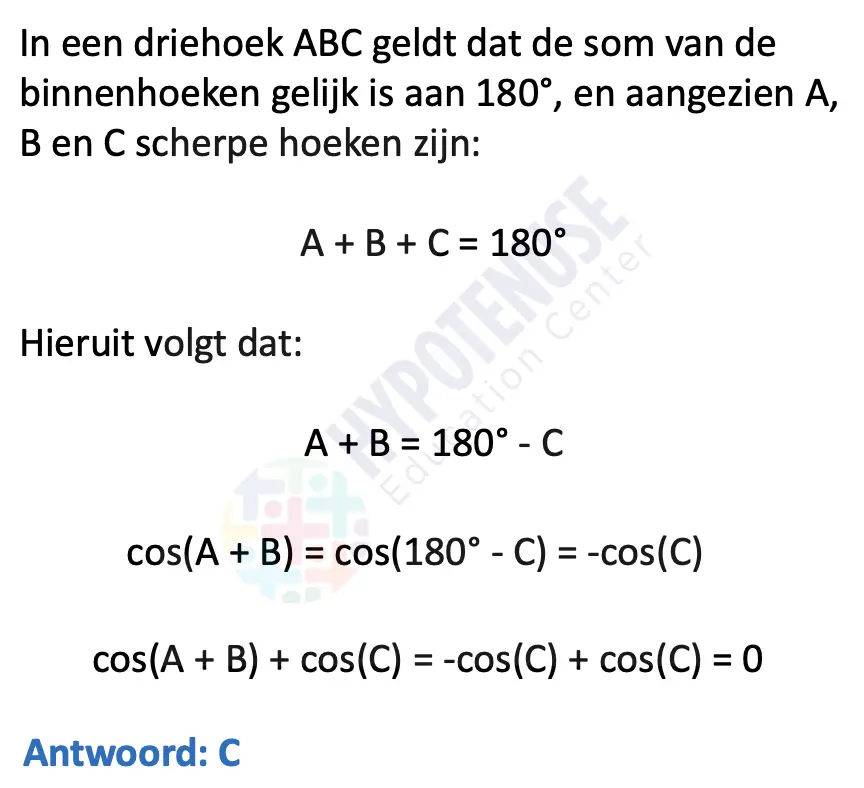 In een driehoek ABC geldt dat de som van de
binnenhoeken gelijk is aan 180°, en aangezien A,
B en C scherpe hoeken zijn:
A + B + C = 180°
Hieruit volgt dat:
A + B = 180° - C
cos(A + B) = cos(180° - C) = -cos(C)
cos(A + B) + cos(C) = -cos(C) + cos(C) = 0
Antwoord: C
HYPOTENUSE
Education Center